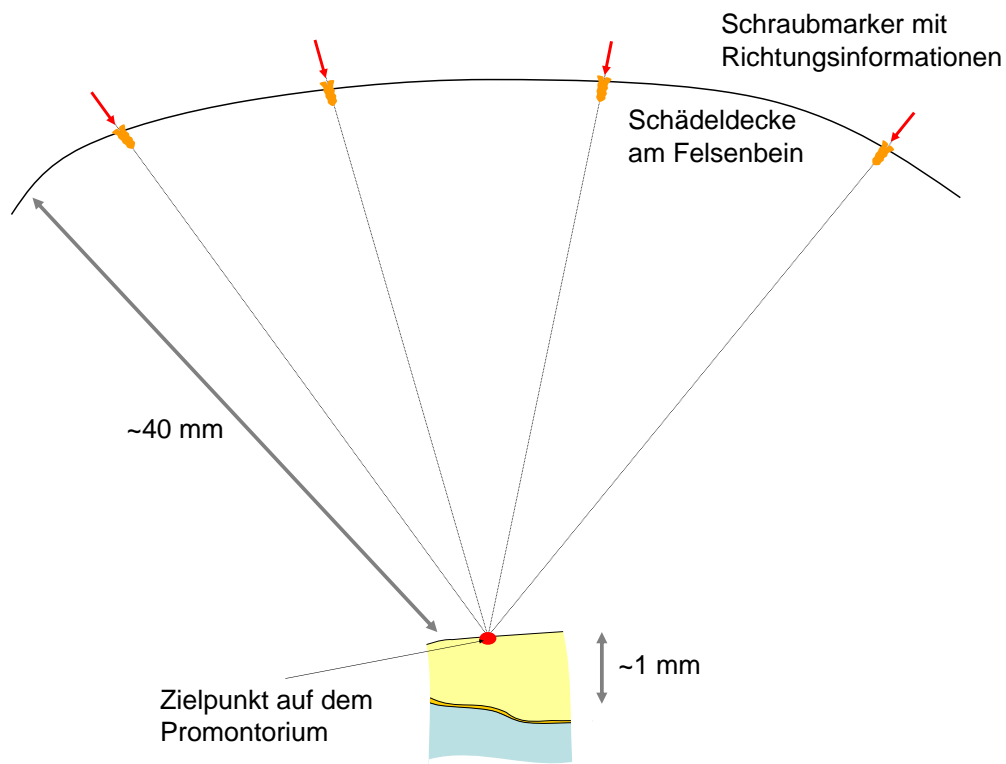 Schraubmarker mit
Richtungsinformationen
Schädeldecke
am Felsenbein
~40 mm
~1 mm
Zielpunkt auf dem
Promontorium